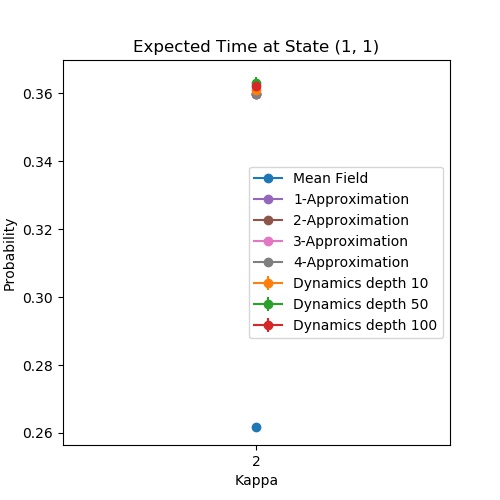 Expected Time at State (1, 1)
Probability
0.36
0.34
0.32
0.30
0.28
0.26
Mean Field
1-Approximation
2-Approximation
3-Approximation
4-Approximation
Dynamics depth 10
Dynamics depth 50
Dynamics depth 100
2
Kappa